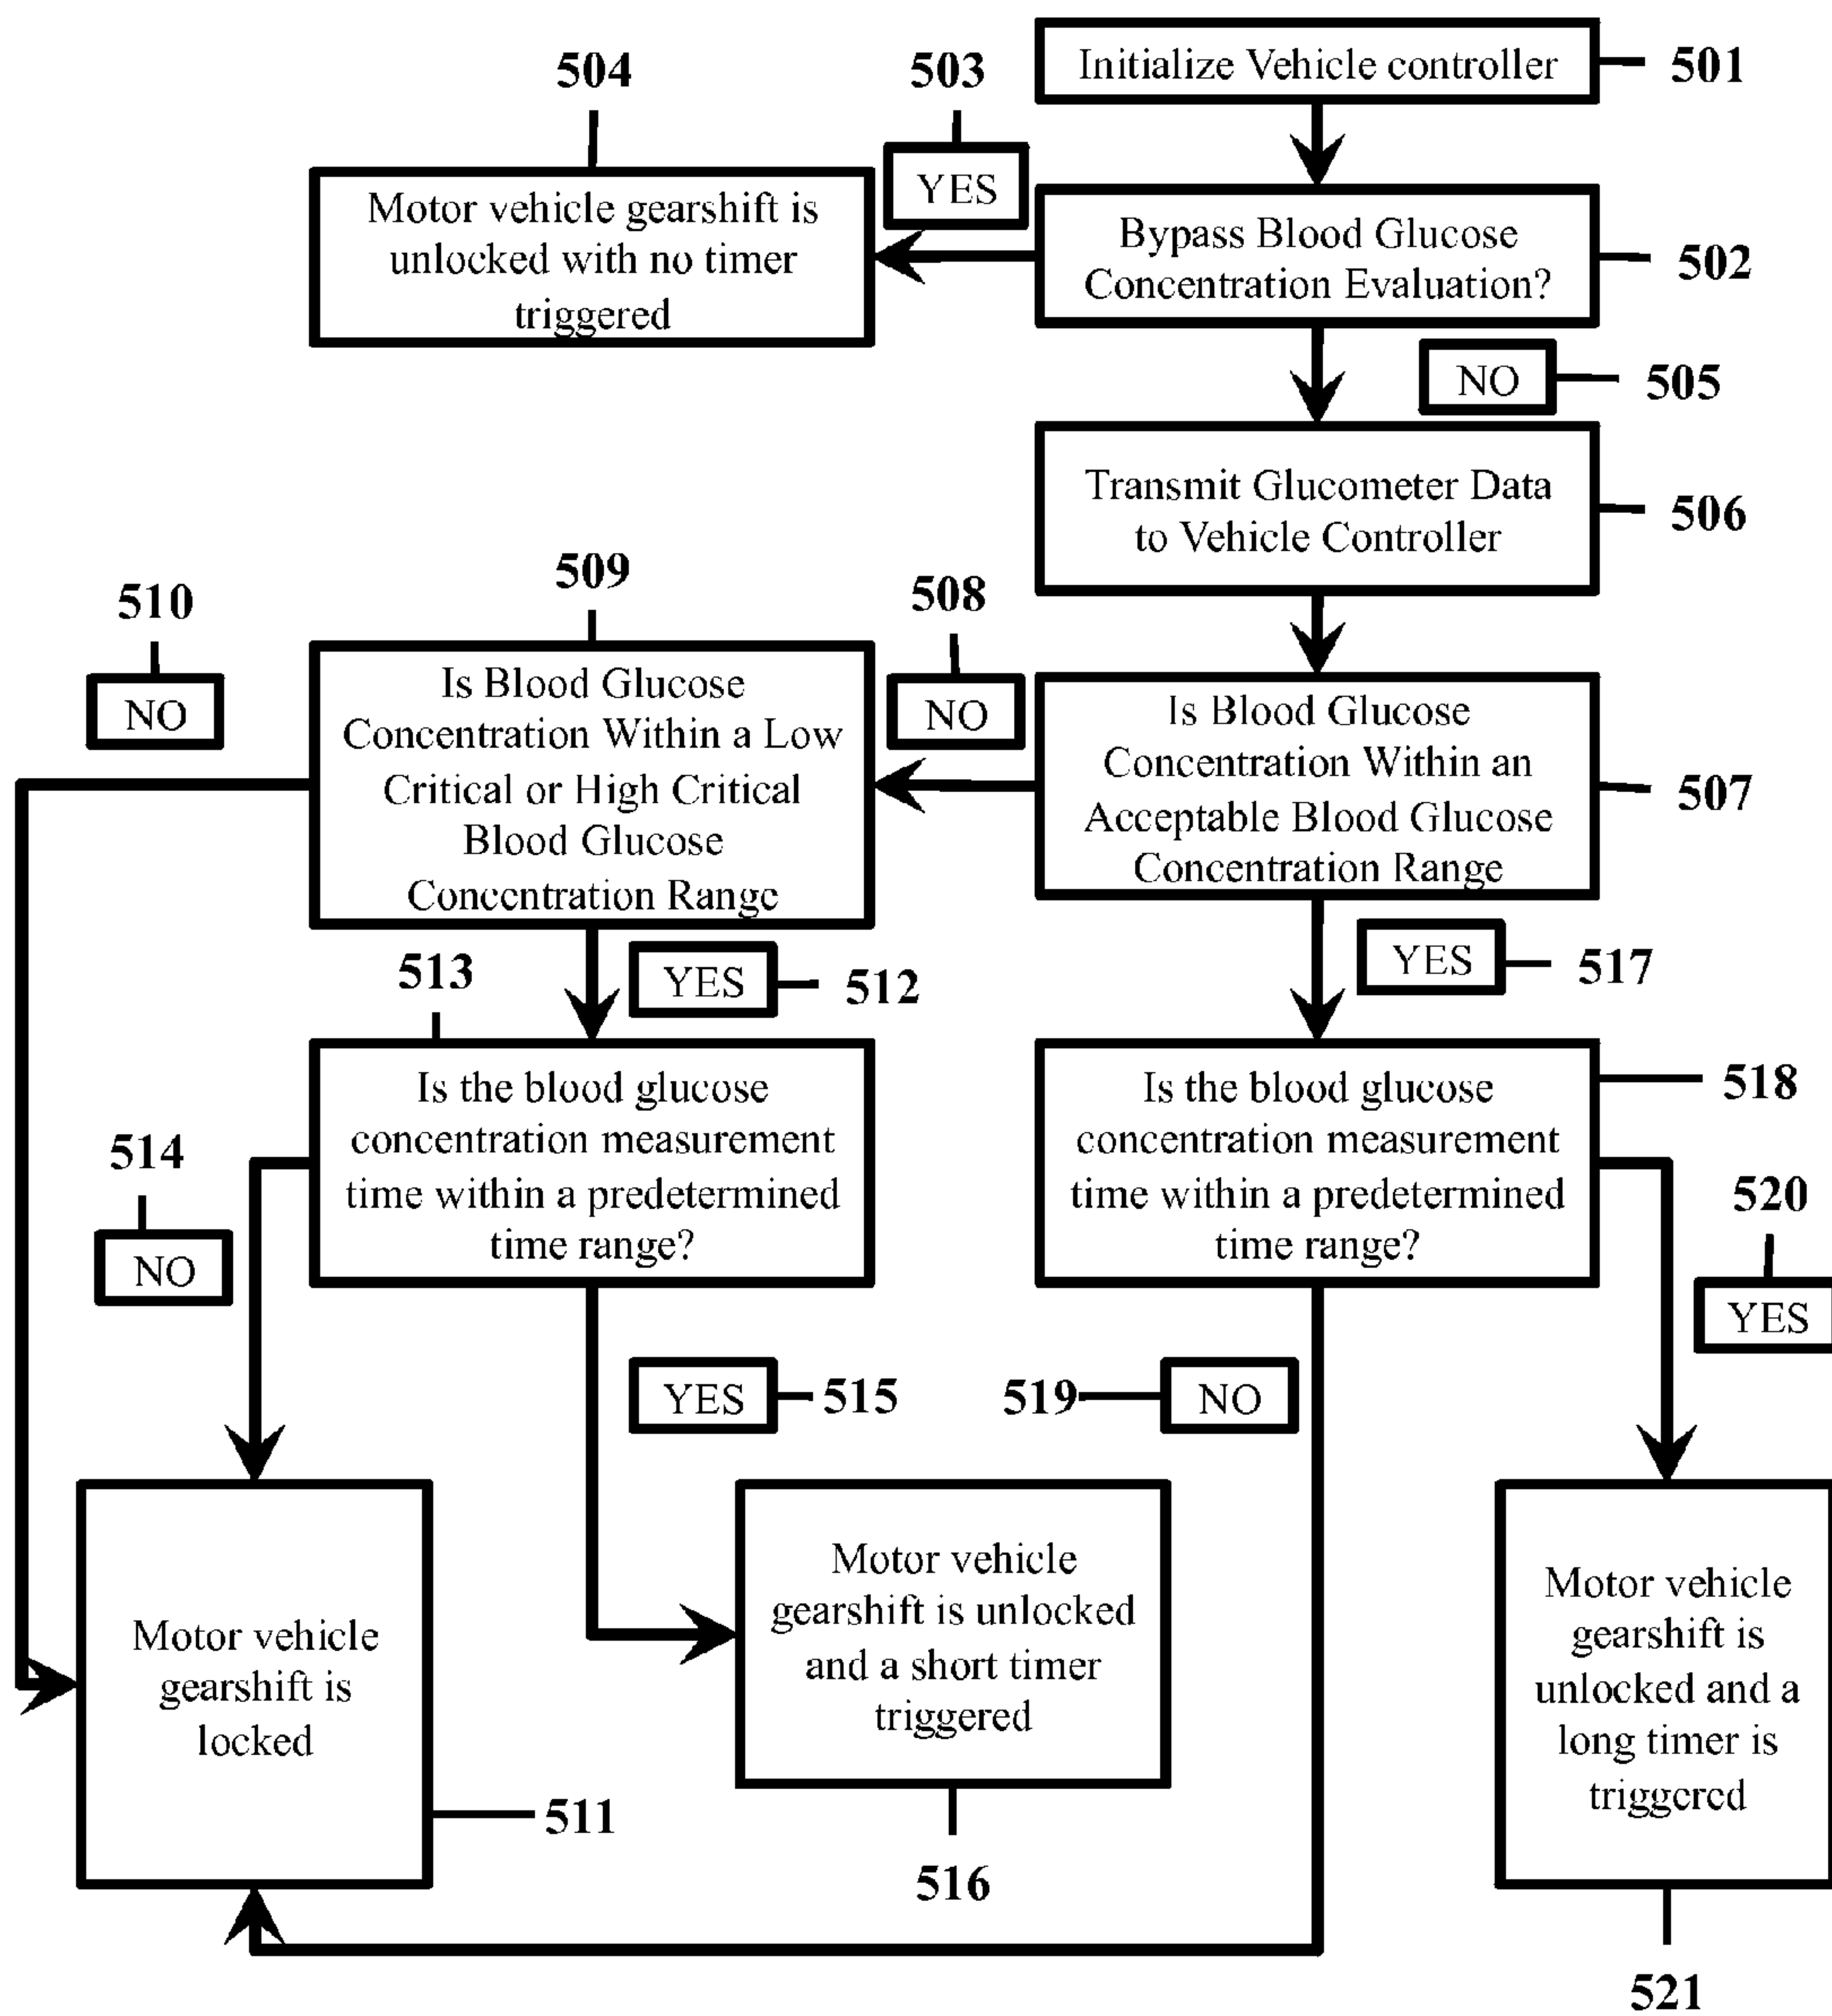 Initialize Vehicle controller
501
504
503
YES
Motor vehicle gearshift is
unlocked with no timer
triggered
Bypass Blood Glucose
Concentration Evaluation?
502
NO
505
Transmit Glucometer Data
to Vehicle Controller
506
509
508
510
NO
Is Blood Glucose
Concentration Within a Low
Critical or High Critical
Blood Glucose
Concentration Range
NO
Is Blood Glucose
Concentration Within an
Acceptable Blood Glucose
Concentration Range
507
513
YES
512
YES
517
Is the blood glucose
concentration measurement
time within a predetermined
time range?
Is the blood glucose
concentration measurement
time within a predetermined
time range?
518
514
NO
520
YES
YES
515
519
NO
Motor vehicle
gearshift is
locked
511
Motor vehicle
gearshift is unlocked
and a short timer
triggered
516
Motor vehicle
gearshift is
unlocked and a
long timer is
triggered
521